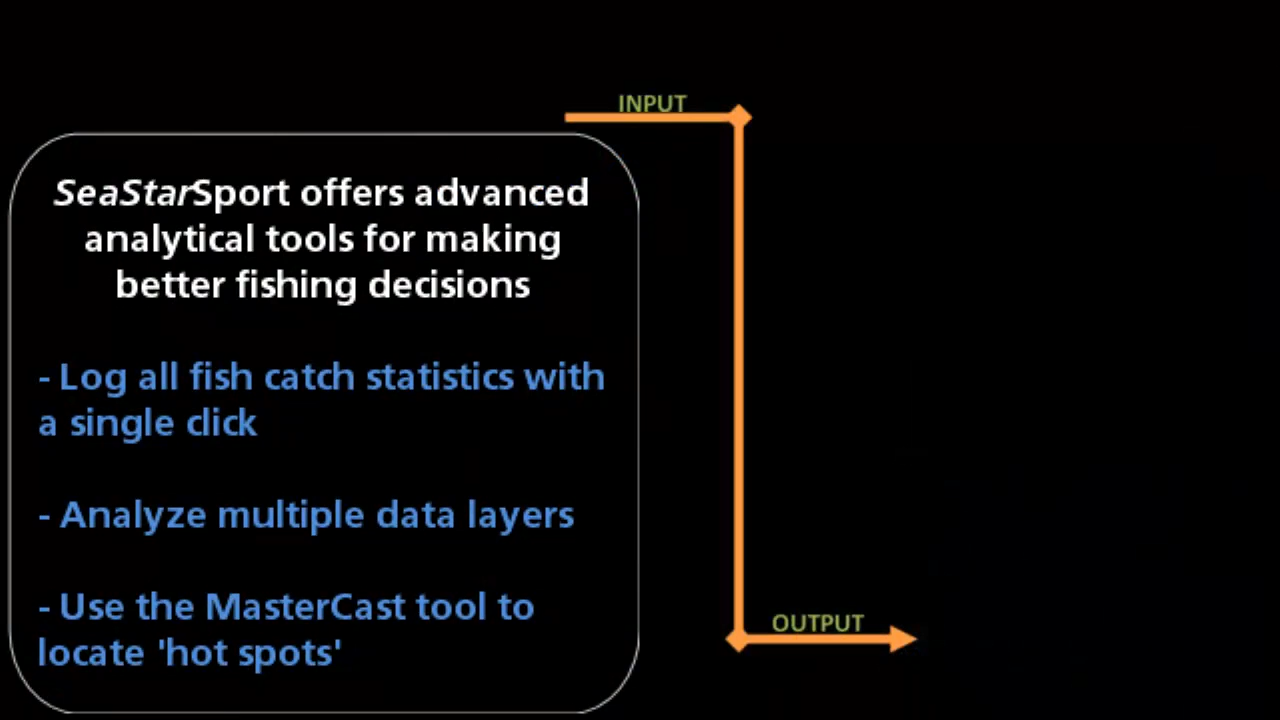 INPUT
SeaStarSport offers advanced
analytical tools for making
better fishing decisions
- Log all fish catch statistics with
a single click
- Analyze multiple data layers
- Use the MasterCast tool to
locate 'hot spots'
OUTPUT